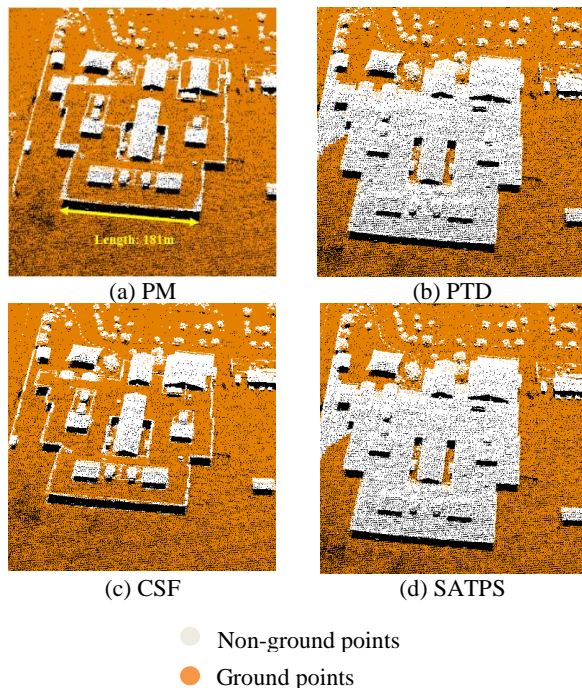 Length: 181m
(a) PM
(b) PTD
(c) CSF
(d) SATPS
Non-ground points
Ground points